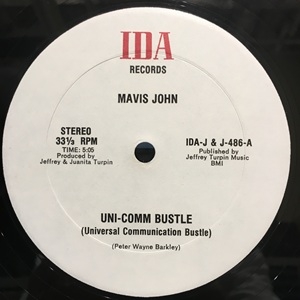 IDA
RECORDS
MAVIS JOHN
STEREO
33⅓ RPM
TIME: 5:05
Produced by
Jeffrey & Juanita Turpin
IDA-J & J-486-A
Published by
Jeffrey Turpin Music
BMI
UNI-COMM BUSTLE
(Universal Communication Bustle)
(Peter Wayne Barkley)